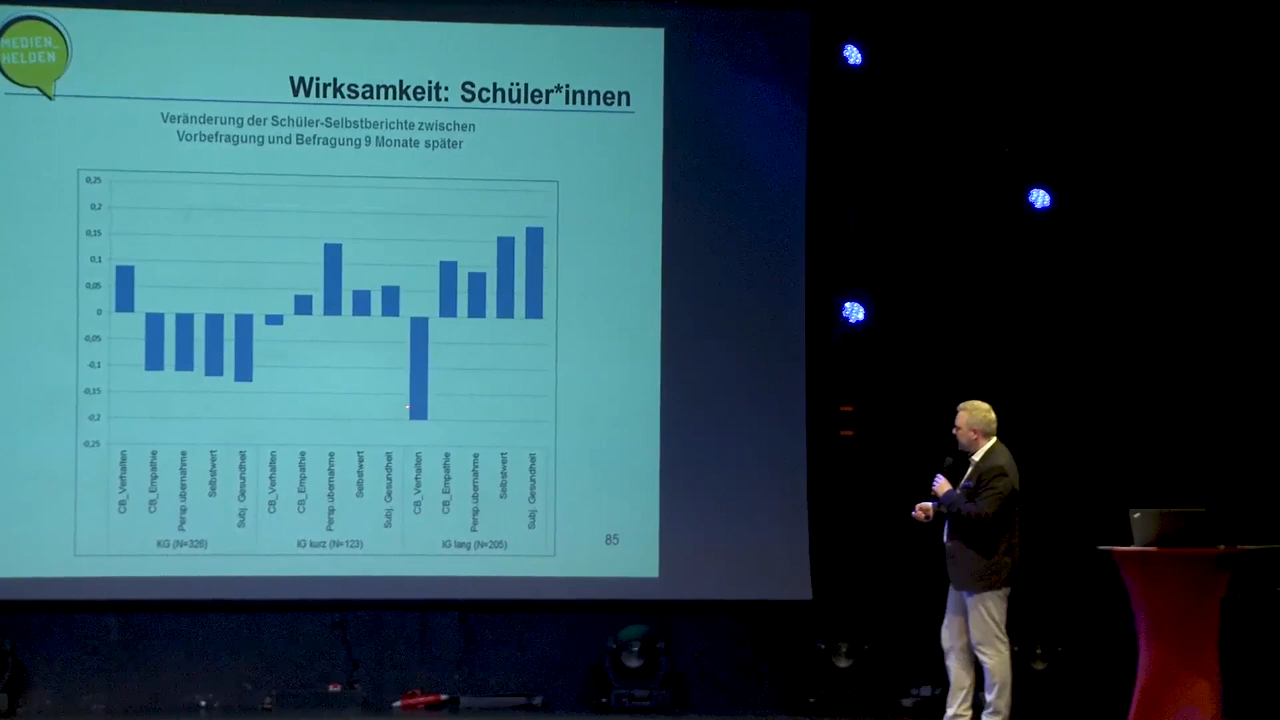 MEDIEN_
HELDEN
Wirksamkeit: Schüler*innen
Veränderung der Schüler-Selbstberichte zwischen
Vorbefragung und Befragung 9 Monate später
0,25
0,2
0,15
0,1
0,05
0
-0,05
-0,1
-0,15
-0,2
-0,25
CB_Verhalten
CB_Empathie
Persp.übernahme
Selbstwert
Subj. Gesundheit
CB_Verhalten
CB_Empathie
Persp.übernahme
Selbstwert
Subj. Gesundheit
CB_Verhalten
CB_Empathie
Persp.übernahme
Selbstwert
Subj. Gesundheit
KG (N=326)
IG kurz (N=123)
IG lang (N=205)
85